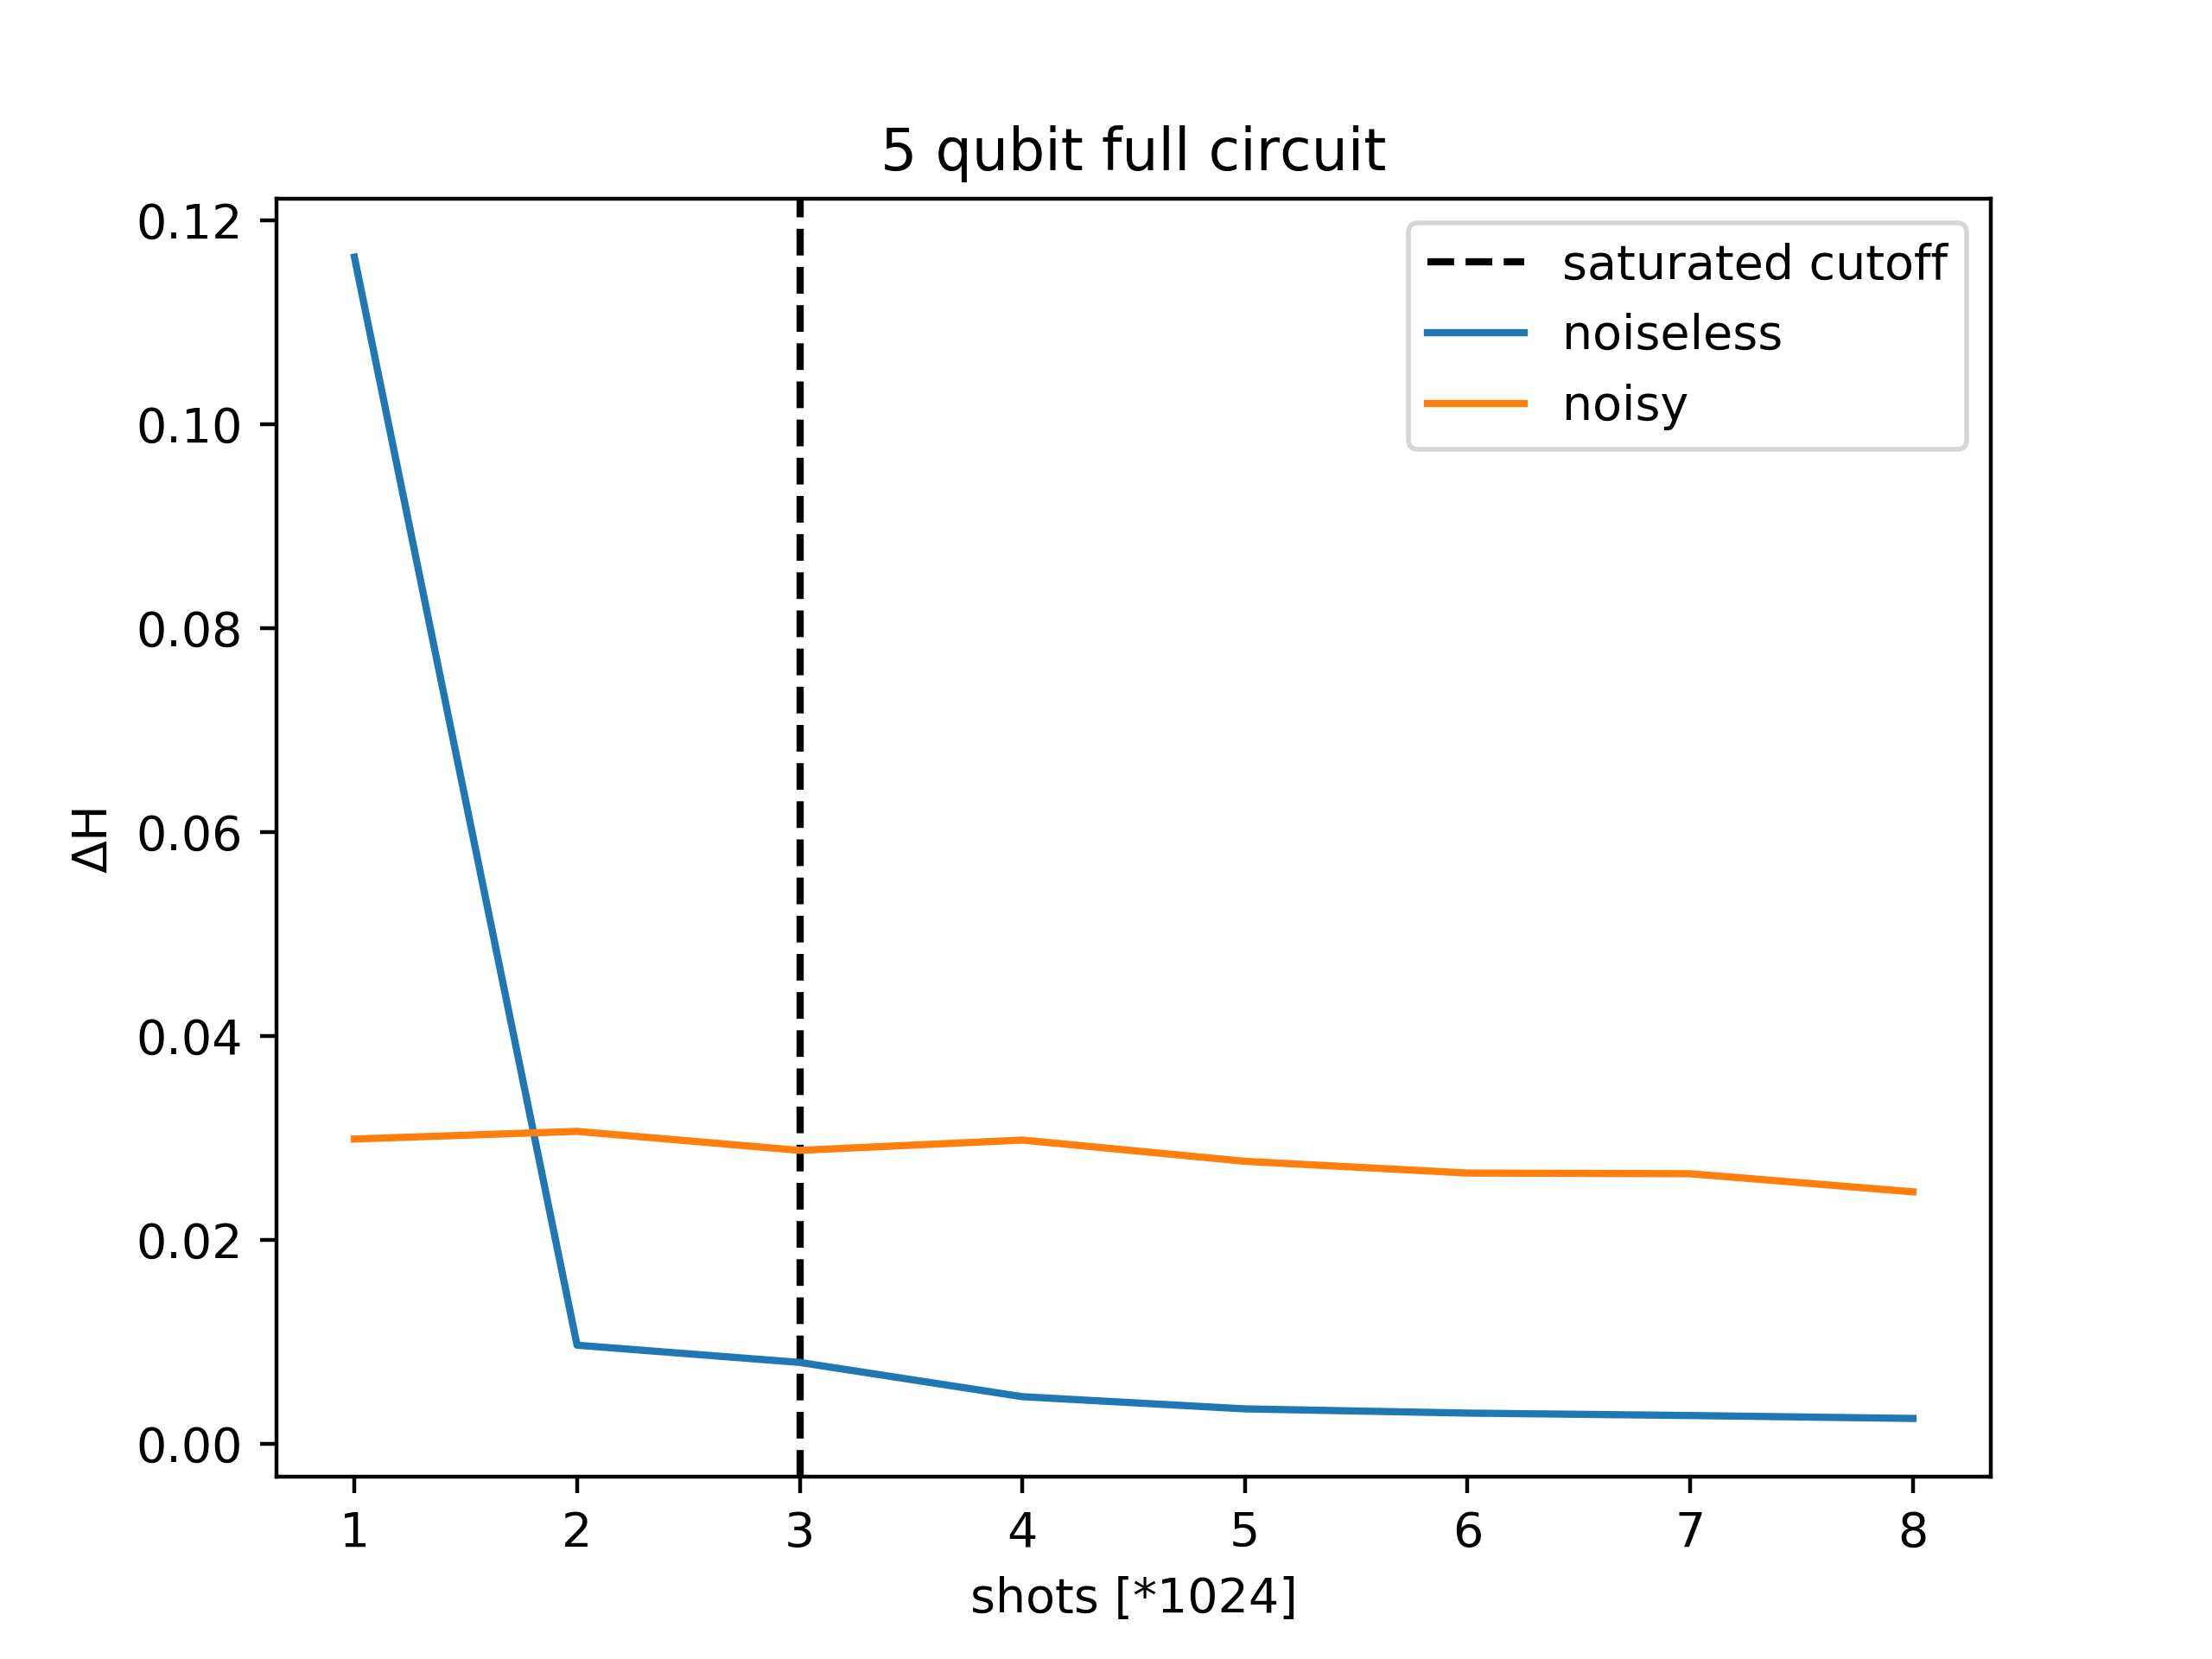 5 qubit full circuit
0.12
0.10
0.08
0.06
0.04
0.02
0.00
ΔH
saturated cutoff
noiseless
noisy
1 2 3 4 5 6 7 8
shots [*1024]